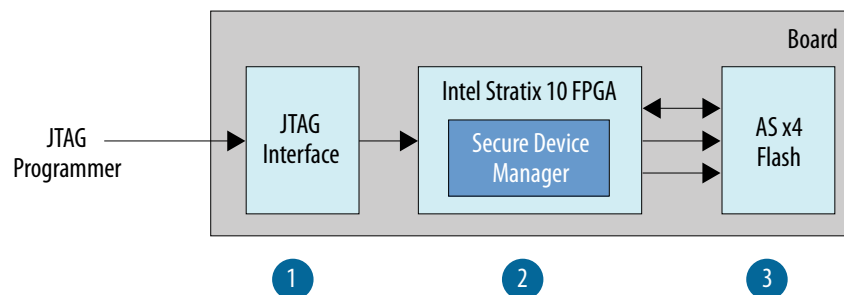 Board
Intel Stratix 10 FPGA
JTAG
Programmer
JTAG
Interface
Secure Device
Manager
AS x4
Flash
1
2
3